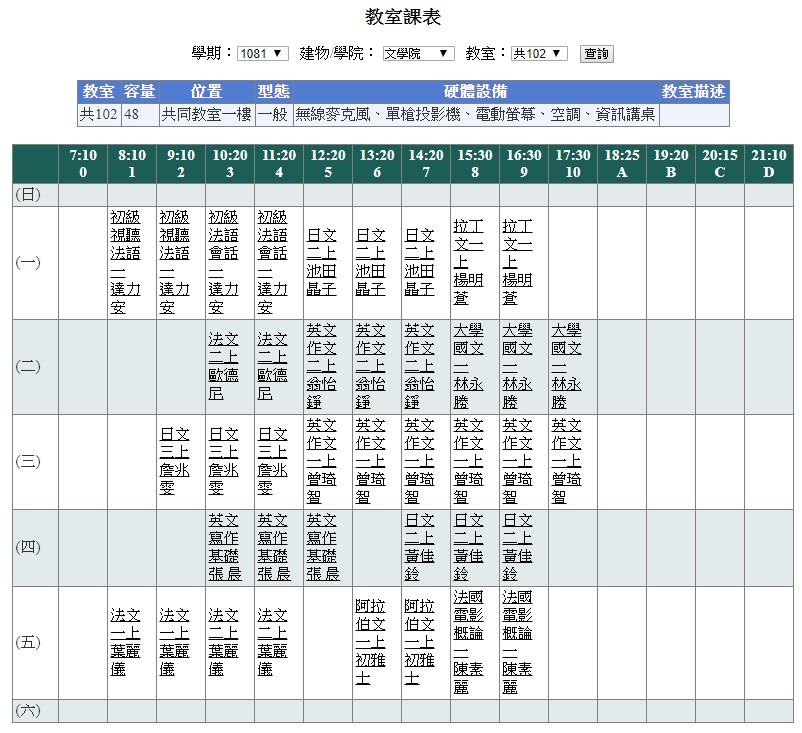 教室課表
學期：1081 建物/學院：文學院 教室：共102 查詢
教室 容量 位置 型態 硬體設備 教室描述
共102 48 共同教室一樓 一般 無線麥克風、單槍投影機、電動螢幕、空調、資訊講桌
7:10 8:10 9:10 10:20 11:20 12:20 13:20 14:20 15:30 16:30 17:30 18:25 19:20 20:15 21:10
0 1 2 3 4 5 6 7 8 9 10 A B C D
(日)
(一)
初級 初級 初級 初級
視聽 視聽 法語 法語 日文 日文 日文 拉丁 拉丁
法語 法語 會話 會話 二上 二上 二上 文一 文一
一 一 一 一 池田 池田 池田 上 上
達力 達力 達力 達力 晶子 晶子 晶子 楊明 楊明
安 安 安 安 蒼 蒼
(二)
法文 法文 英文 英文 英文 大學 大學 大學
二上 二上 作文 作文 作文 國文 國文 國文
歐德 歐德 二上 二上 二上 一 一 一
尼 尼 翁怡 翁怡 翁怡 林永 林永 林永
錚 錚 錚 勝 勝 勝
(三)
日文 日文 日文 英文 英文 英文 英文 英文 英文
三上 三上 三上 作文 作文 作文 作文 作文 作文
詹兆 詹兆 詹兆 一上 一上 一上 一上 一上 一上
雯 雯 雯 曾琦 曾琦 曾琦 曾琦 曾琦 曾琦
智 智 智 智 智 智
(四)
英文 英文 英文 日文 日文 日文
寫作 寫作 寫作 二上 二上 二上
基礎 基礎 基礎 黃佳 黃佳 黃佳
張晨 張晨 張晨 鈴 鈴 鈴
(五)
法文 法文 法文 法文 阿拉 阿拉 法國 法國
一上 一上 二上 二上 伯文 伯文 電影 電影
葉麗 葉麗 葉麗 葉麗 一上 一上 概論 概論
儀 儀 儀 儀 初雅 初雅 一 一
士 士 陳素 陳素
麗 麗
(六)